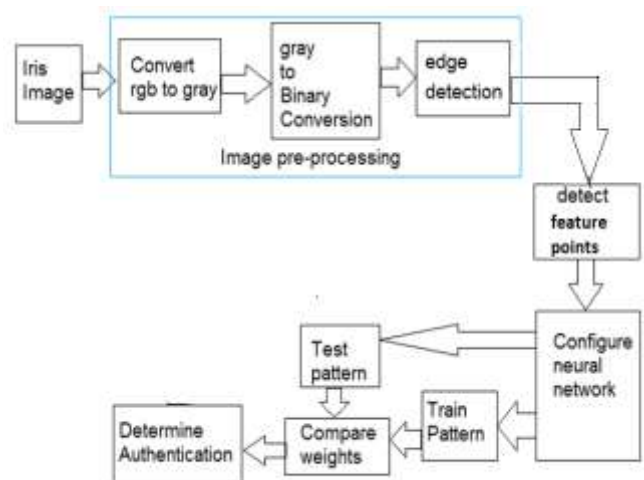 Iris
Image
Convert
rgb to gray
gray
to
Binary
Conversion
edge
detection
Image pre-processing
detect
feature
points
Configure
neural
network
Test
pattern
Train
Pattern
Compare
weights
Determine
Authentication